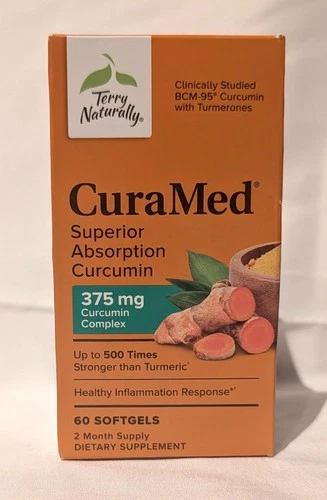 Terry
Naturally®
Clinically Studied
BCM-95® Curcumin
with Turmerones
CuraMed®
Superior
Absorption
Curcumin
375 mg
Curcumin
Complex
Up to 500 Times
Stronger than Turmeric*
Healthy Inflammation Response**
60 SOFTGELS
2 Month Supply
DIETARY SUPPLEMENT